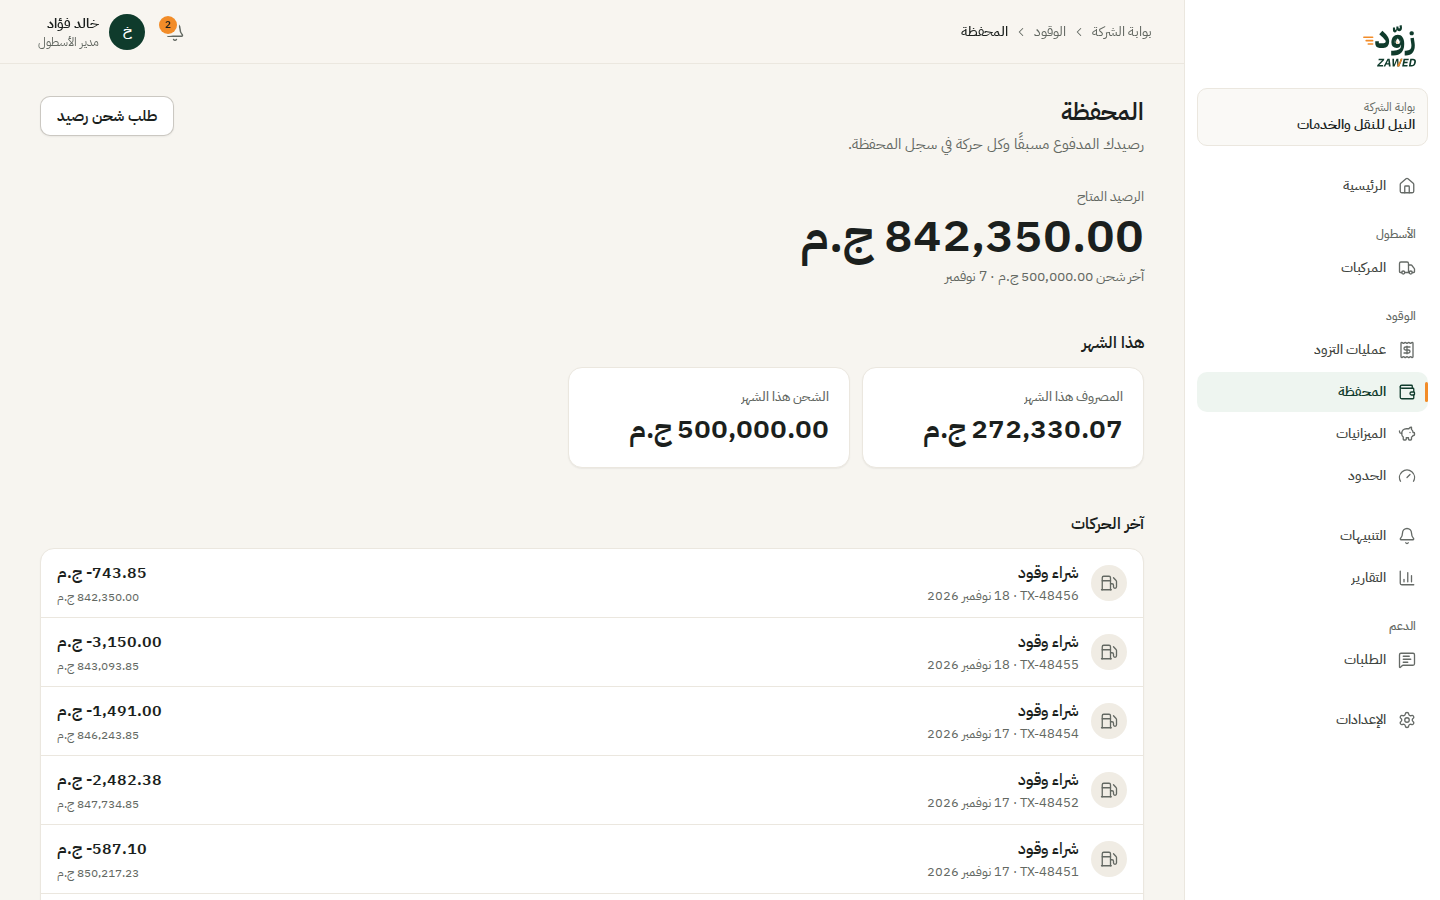 زوّد
ZAWED
بوابة الشركة
النيل للنقل والخدمات
الرئيسية
الأسطول
المركبات
الوقود
عمليات التزود
المحفظة
الميزانيات
الحدود
التنبيهات
التقارير
الدعم
الطلبات
الإعدادات
بوابة الشركة
الوقود
المحفظة
2
خ
خالد فؤاد
مدير الأسطول
المحفظة
رصيدك المدفوع مسبقًا وكل حركة في سجل المحفظة.
طلب شحن رصيد
الرصيد المتاح
842,350.00 ج.م
آخر شحن 500,000.00 ج.م · 7 نوفمبر
هذا الشهر
المصروف هذا الشهر
272,330.07 ج.م
الشحن هذا الشهر
500,000.00 ج.م
آخر الحركات
شراء وقود
TX-48456 · 18 نوفمبر 2026
-743.85 ج.م
842,350.00 ج.م
شراء وقود
TX-48455 · 18 نوفمبر 2026
-3,150.00 ج.م
843,093.85 ج.م
شراء وقود
TX-48454 · 17 نوفمبر 2026
-1,491.00 ج.م
846,243.85 ج.م
شراء وقود
TX-48452 · 17 نوفمبر 2026
-2,482.38 ج.م
847,734.85 ج.م
شراء وقود
TX-48451 · 17 نوفمبر 2026
-587.10 ج.م
850,217.23 ج.م